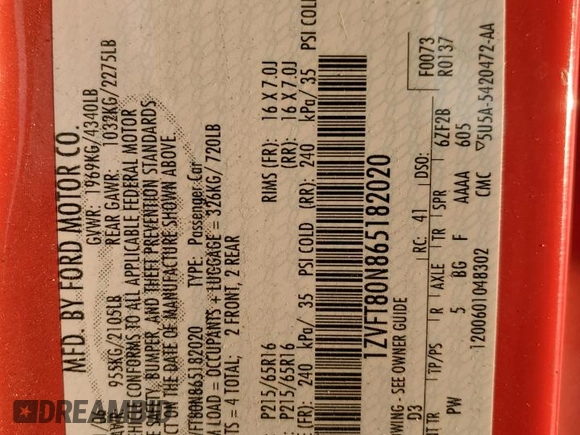 MFD. BY FORD MOTOR CO.
GVWR: 1969KG/4340LB
955KG/2105LB REAR GAWR: 1032KG/2275LB
CONFORMS TO ALL APPLICABLE FEDERAL MOTOR
SAFETY, BUMPER, AND THEFT PREVENTION STANDARDS
ON THE DATE OF MANUFACTURE SHOWN ABOVE.
VFT80N865182020 TYPE: Passenger Car
LOAD = OCCUPANTS + LUGGAGE = 326KG/ 720LB
= 4 TOTAL; 2 FRONT, 2 REAR
P215/65R16 RIMS (FR): 16 X 7.0J
P215/65R16 (RR): 16 X 7.0J
(FR): 240 kPa/ 35 PSI COLD (RR): 240 kPa/ 35 PSI COLD
1ZVFT80N865182020
WING - SEE OWNER GUIDE
D3 RC: 41 DSO: F0073
R0137
TR TP/PS R AXLE TR SPR 6ZF2B
PW 5 BG F AAAA 605
12000601048302 CMC ▽5U5A-5420472-AA
DREAMBID